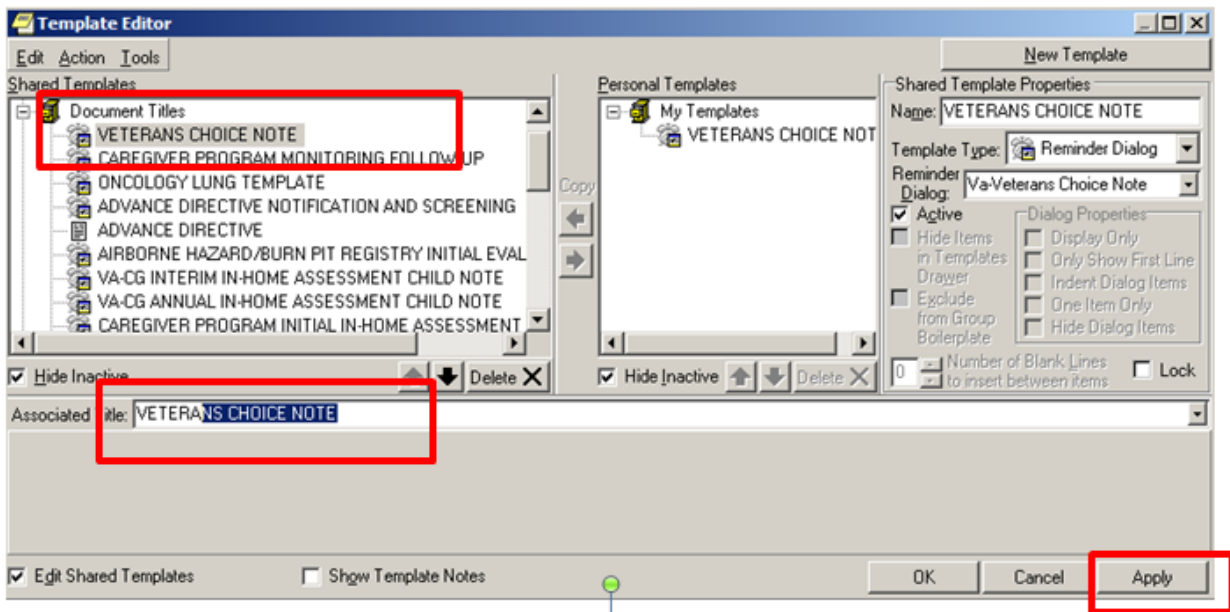 Template Editor
Edit Action Tools
New Template
Shared Templates
Document Titles
VETERANS CHOICE NOTE
CAREGIVER PROGRAM MONITORING FOLLOW-UP
ONCOLOGY LUNG TEMPLATE
ADVANCE DIRECTIVE NOTIFICATION AND SCREENING
ADVANCE DIRECTIVE
AIRBORNE HAZARD/BURN PIT REGISTRY INITIAL EVAL
VA-CG INTERIM IN-HOME ASSESSMENT CHILD NOTE
VA-CG ANNUAL IN-HOME ASSESSMENT CHILD NOTE
CAREGIVER PROGRAM INITIAL IN-HOME ASSESSMENT
Hide Inactive
Delete
Copy
Personal Templates
My Templates
VETERANS CHOICE NOT
Hide Inactive
Delete
Shared Template Properties
Name: VETERANS CHOICE NOTE
Template Type: Reminder Dialog
Reminder Dialog: Va-Veterans Choice Note
Active
Hide Items
in Templates
Drawer
Exclude
from Group
Boilerplate
Dialog Properties
Display Only
Only Show First Line
Indent Dialog Items
One Item Only
Hide Dialog Items
0 Number of Blank Lines
to insert between items
Lock
Associated Title: VETERANS CHOICE NOTE
Edit Shared Templates
Show Template Notes
OK
Cancel
Apply